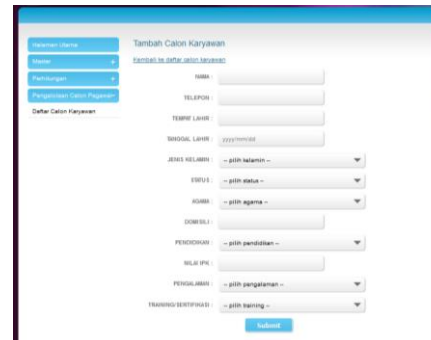 Halaman Utama
Master +
Perhitungan +
Pengelolaan Calon Pegawai-
Daftar Calon Karyawan
Tambah Calon Karyawan
Kembali ke daftar calon karyawan
NAMA :
TELEPON :
TEMPAT LAHIR :
TANGGAL LAHIR : yyyy/mm/dd
JENIS KELAMIN : -- pilih kelamin --
STATUS : -- pilih status --
AGAMA : -- pilih agama --
DOMISILI :
PENDIDIKAN : -- pilih pendidikan --
NILAI IPK :
PENGALAMAN : -- pilih pengalaman --
TRAINING/SERTIFIKASI : -- pilih training --
Submit